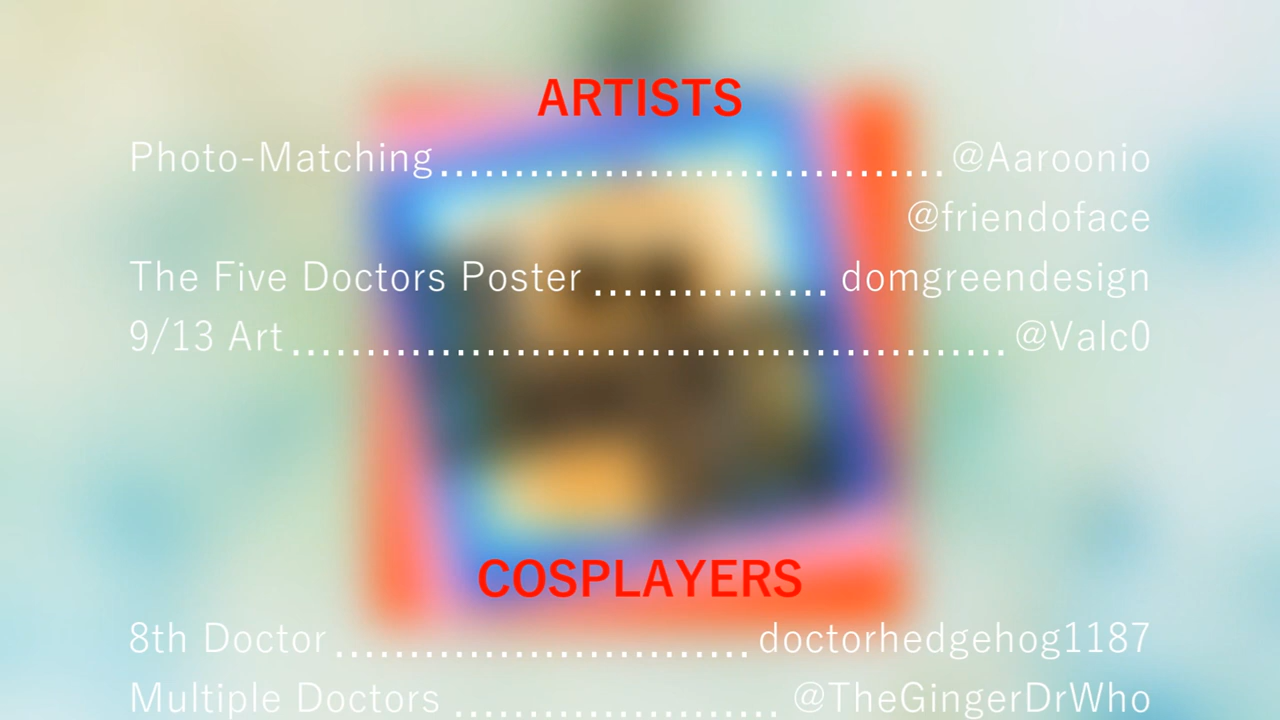 ARTISTS
Photo-Matching.................................@Aaroonio
@friendoface
The Five Doctors Poster................domgreendesign
9/13 Art................................................@Valc0
COSPLAYERS
8th Doctor............................doctorhedgehog1187
Multiple Doctors......................@TheGingerDrWho